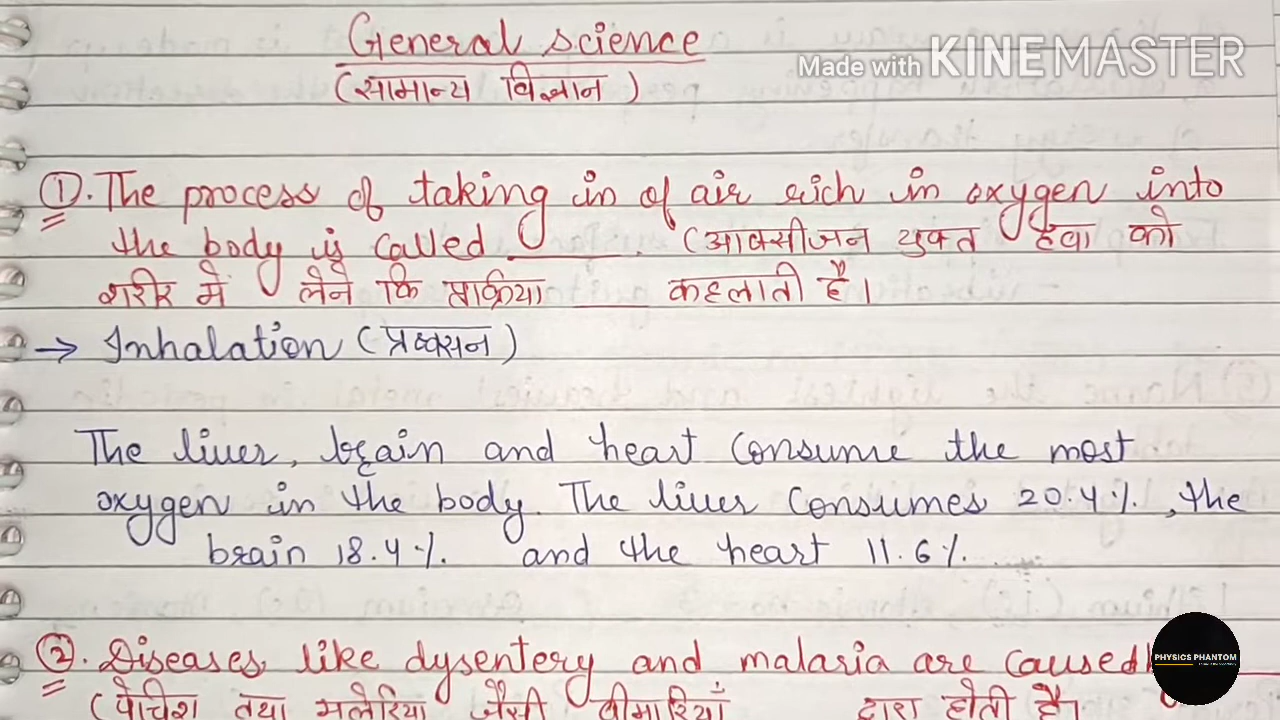 General science
Made with KINEMASTER
(सामान्य विज्ञान)
①. The process of taking in of air rich in oxygen into
the body is called ______. (आक्सीजन युक्त हवा को
शरीर में लेने कि प्राक्रिया ____ कहलाती है।
→ Inhalation (प्रश्वसन)
The liver, brain and heart consume the most
oxygen in the body. The liver consumes 20.4%, the
brain 18.4%. and the heart 11.6%.
②. Diseases like dysentery and malaria are caused
PHYSICS PHANTOM
(पेचिश तथा मलेरिया जैसी बीमारियाँ द्वारा होती है।